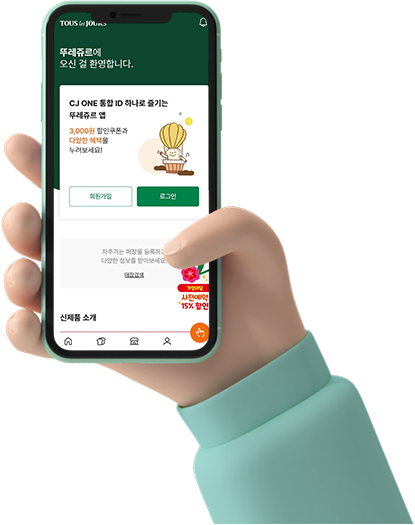 TOUS les JOURS
뚜레쥬르에
오신 걸 환영합니다.
CJ ONE 통합 ID 하나로 즐기는
뚜레쥬르 앱
3,000원 할인쿠폰과
다양한 혜택을
누려보세요!
회원가입
로그인
자주가는 매장을 등록하고
다양한 정보를 받아보세요!
매장검색
가정의달
사전예약
15% 할인
신제품 소개